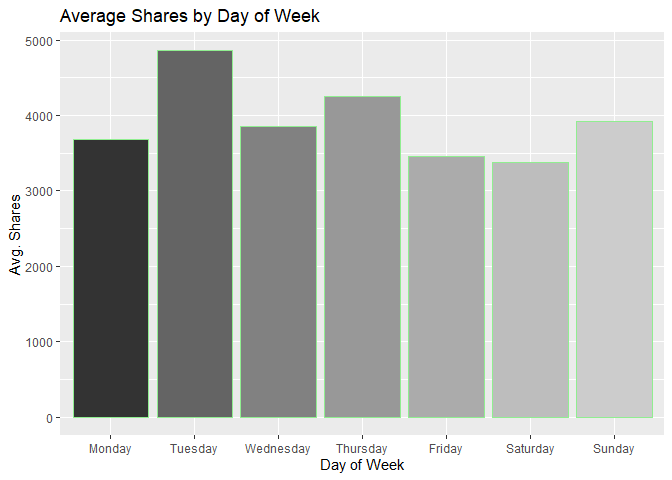 Average Shares by Day of Week
Avg. Shares
5000
4000
3000
2000
1000
0
Monday Tuesday Wednesday Thursday Friday Saturday Sunday
Day of Week